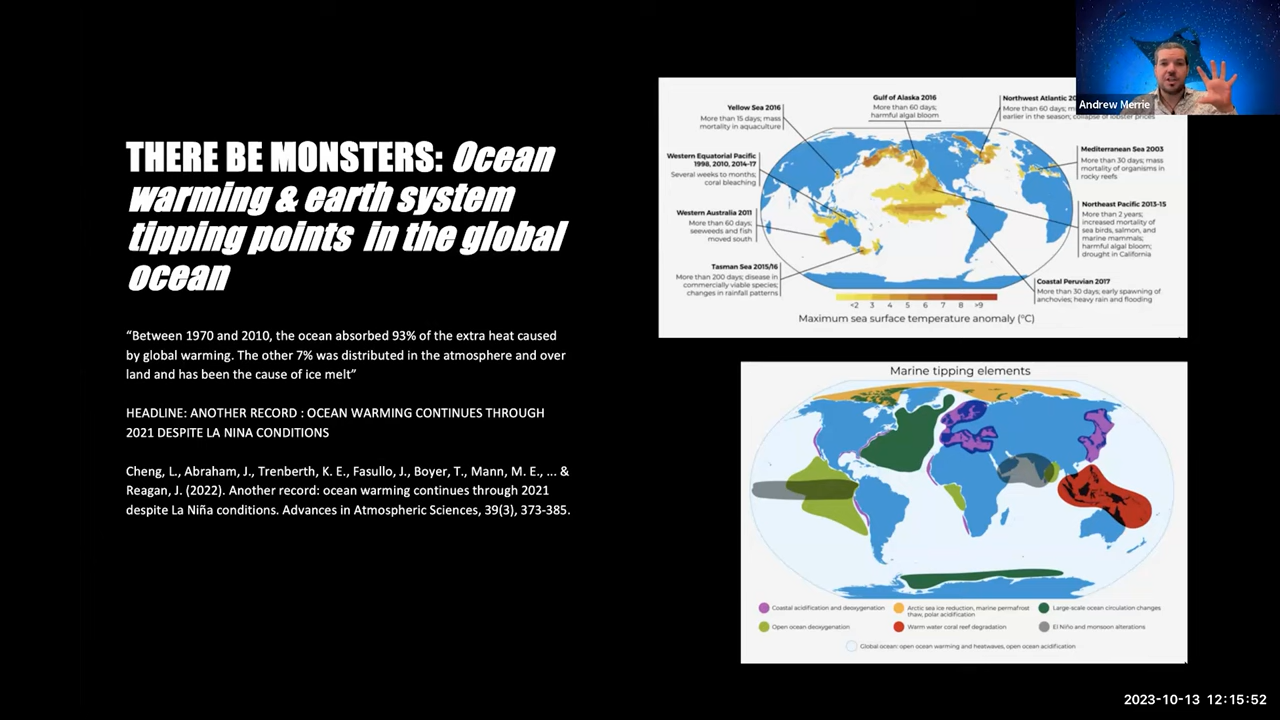 THERE BE MONSTERS. Ocean
warming & earth system
tipping points in the global
ocean
“Between 1970 and 2010, the ocean absorbed 93% of the extra heat caused
by global warming. The other 7% was distributed in the atmosphere and over
land and has been the cause of ice melt”
HEADLINE: ANOTHER RECORD : OCEAN WARMING CONTINUES THROUGH
2021 DESPITE LA NINA CONDITIONS
Cheng, L., Abraham, J., Trenberth, K. E., Fasullo, J., Boyer, T., Mann, M. E., ... &
Reagan, J. (2022). Another record: ocean warming continues through 2021
despite La Niña conditions. Advances in Atmospheric Sciences, 39(3), 373-385.
Yellow Sea 2016
More than 15 days; mass
mortality in aquaculture
Gulf of Alaska 2016
More than 60 days;
harmful algal bloom
Northwest Atlantic
More than 60 days;
earlier in the season; collapse of lobster prices
Western Equatorial Pacific
1998, 2010, 2014-17
Several weeks to months;
coral bleaching
Mediterranean Sea 2003
More than 30 days; mass
mortality of organisms in
rocky reefs
Western Australia 2011
More than 60 days;
seeweeds and fish
moved south
Northeast Pacific 2013-15
More than 2 years;
increased mortality of
sea birds, salmon, and
marine mammals;
harmful algal bloom;
drought in California
Tasman Sea 2015/16
More than 200 days; disease in
commercially viable species;
changes in rainfall patterns
Coastal Peruvian 2017
More than 30 days; early spawning of
anchovies; heavy rain and flooding
<2 3 4 5 6 7 8 >9
Maximum sea surface temperature anomaly (°C)
Marine tipping elements
Coastal acidification and deoxygenation
Arctic sea ice reduction, marine permafrost
thaw, polar acidification
Large-scale ocean circulation changes
Open ocean deoxygenation
Warm water coral reef degradation
El Niño and monsoon alterations
Global ocean: open ocean warming and heatwaves, open ocean acidification
Andrew Merrie
2023-10-13 12:15:52